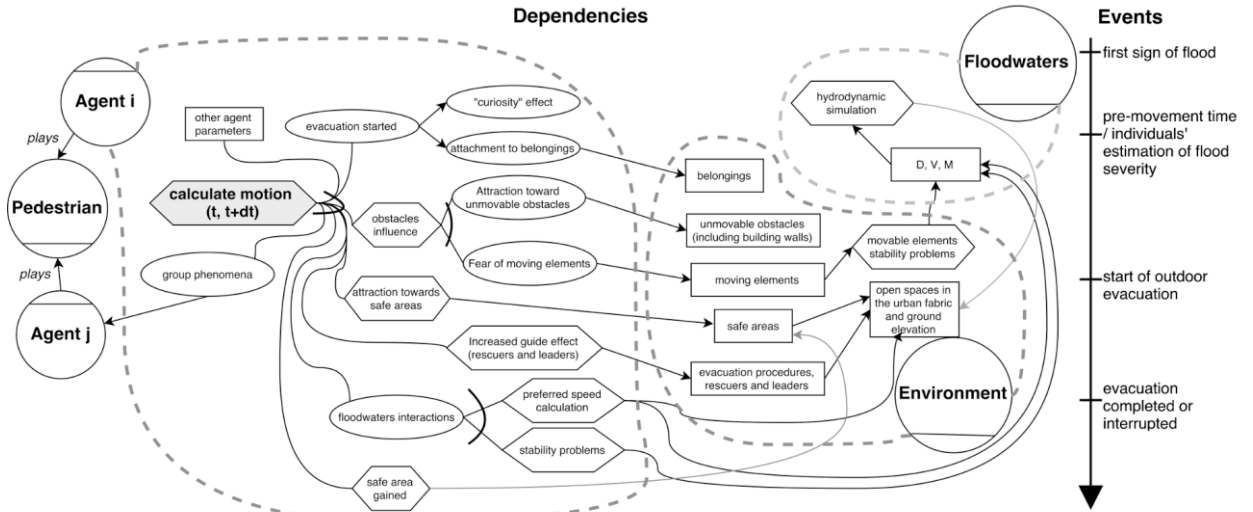 Dependencies
Events
Agent i
plays
Pedestrian
plays
Agent j
other agent
parameters
evacuation started
"curiosity" effect
attachment to belongings
calculate motion
(t, t+dt)
group phenomena
obstacles
influence
Attraction toward
unmovable obstacles
Fear of moving elements
attraction towards
safe areas
Increased guide effect
(rescuers and leaders)
floodwaters interactions
preferred speed
calculation
stability problems
safe area
gained
belongings
unmovable obstacles
(including building walls)
moving elements
safe areas
evacuation procedures,
rescuers and leaders
Floodwaters
hydrodynamic
simulation
D, V, M
movable elements
stability problems
open spaces in
the urban fabric
and ground
elevation
Environment
first sign of flood
pre-movement time
/ individuals'
estimation of flood
severity
start of outdoor
evacuation
evacuation
completed or
interrupted